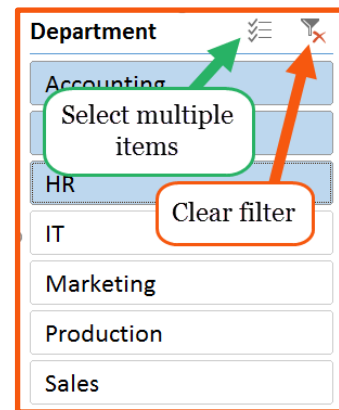 Department
Accounting
Select multiple
items
HR
Clear filter
IT
Marketing
Production
Sales